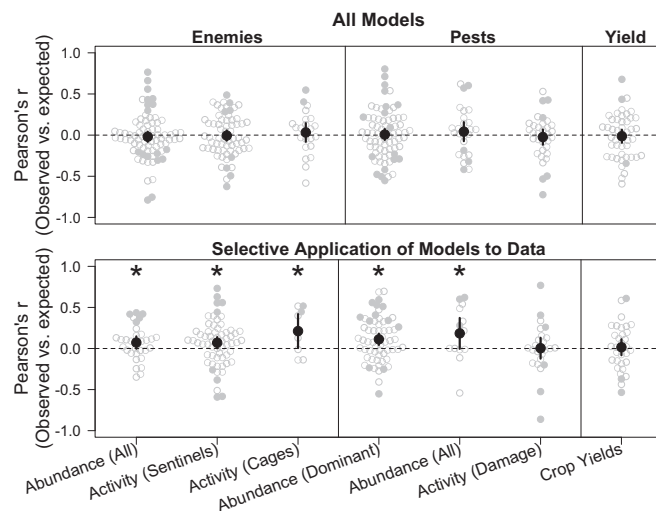 All Models
Enemies Pests Yield
Pearson's r
(Observed vs. expected)
1.0
0.5
0.0
-0.5
-1.0
Selective Application of Models to Data
Pearson's r
(Observed vs. expected)
1.0
0.5
0.0
-0.5
-1.0
* * * * *
Abundance (All)
Activity (Sentinels)
Activity (Cages)
Abundance (Dominant)
Abundance (All)
Activity (Damage)
Crop Yields